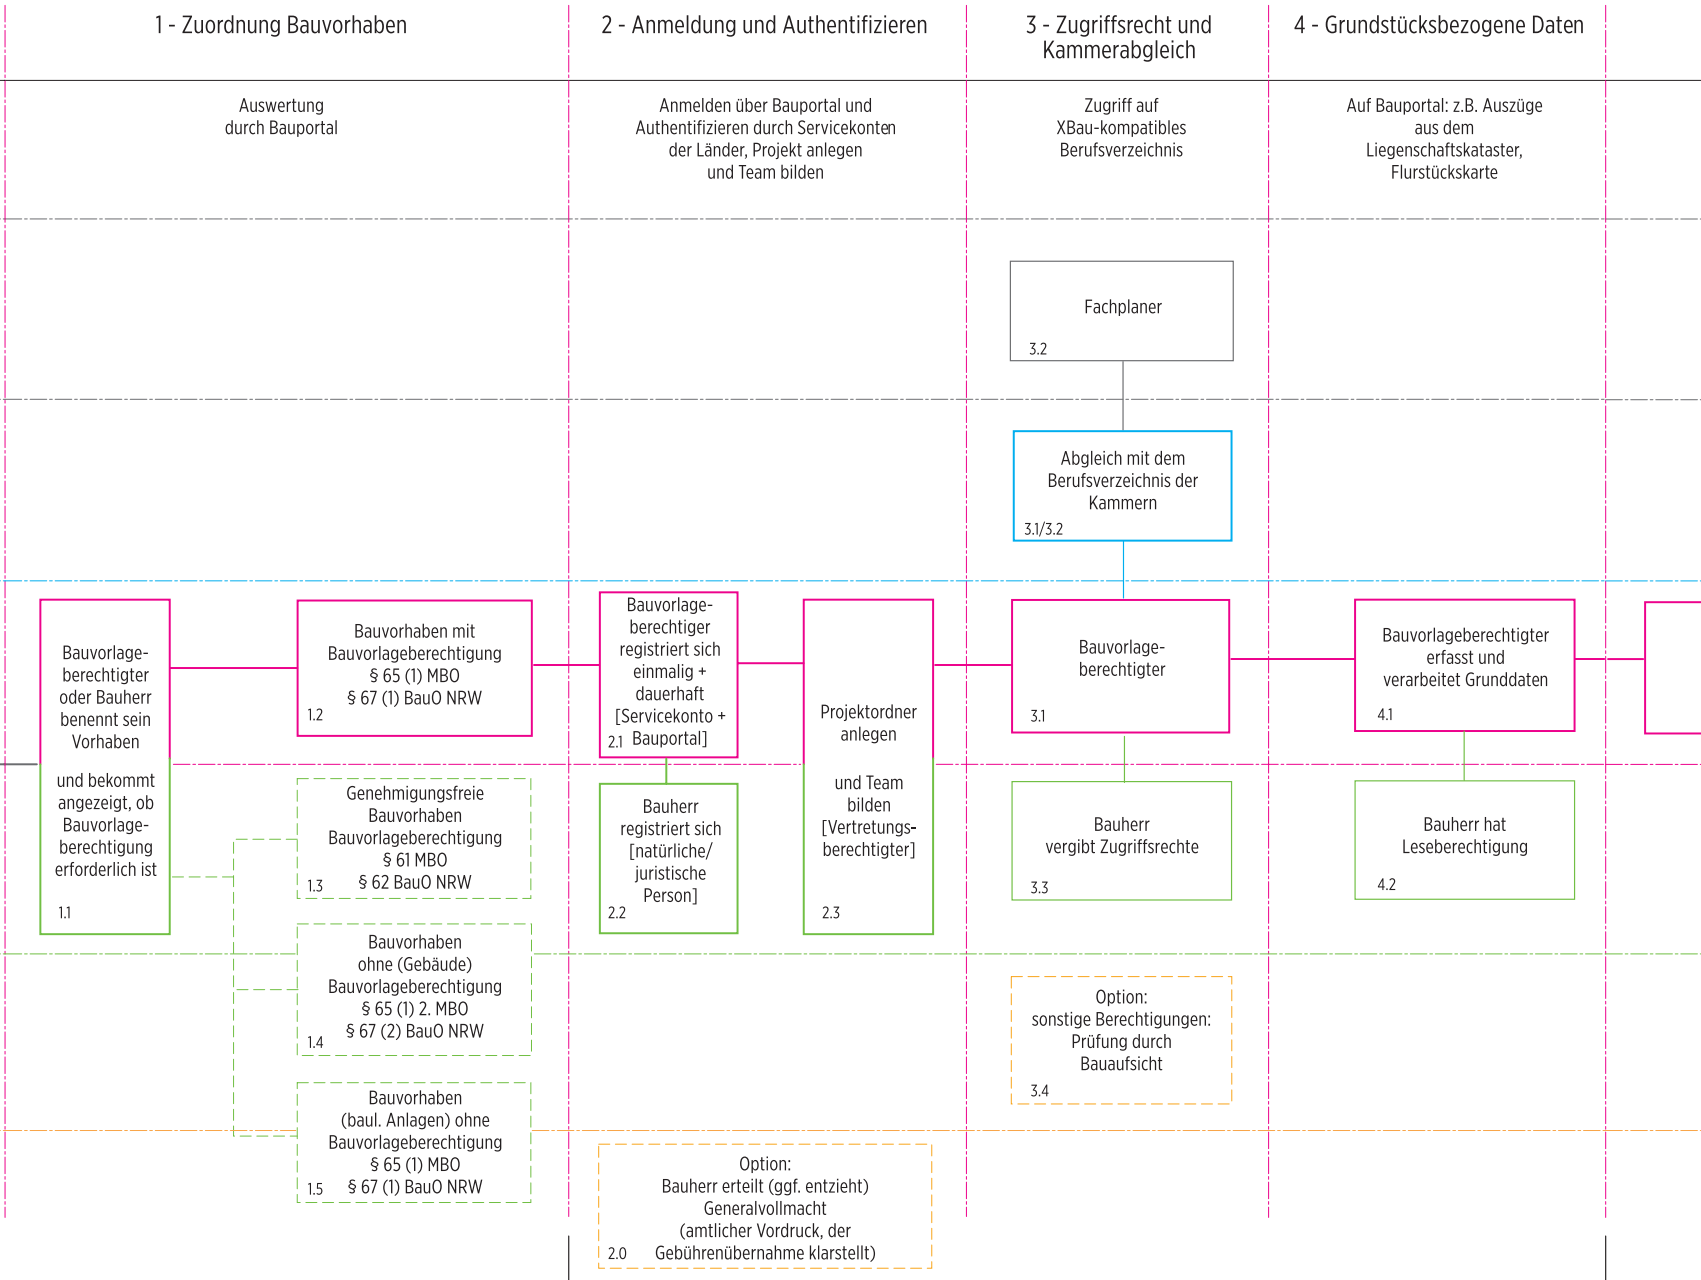 1 - Zuordnung Bauvorhaben
2 - Anmeldung und Authentifizieren
3 - Zugriffsrecht und
Kammerabgleich
4 - Grundstücksbezogene Daten
Auswertung
durch Bauportal
Anmelden über Bauportal und
Authentifizieren durch Servicekonten
der Länder, Projekt anlegen
und Team bilden
Zugriff auf
XBau-kompatibles
Berufsverzeichnis
Auf Bauportal: z.B. Auszüge
aus dem
Liegenschaftskataster,
Flurstückskarte
Fachplaner
3.2
Abgleich mit dem
Berufsverzeichnis der
Kammern
3.1/3.2
Bauvorlage-
berechtigter
oder Bauherr
benennt sein
Vorhaben
und bekommt
angezeigt, ob
Bauvorlage-
berechtigung
erforderlich ist
1.1
Bauvorhaben mit
Bauvorlageberechtigung
§ 65 (1) MBO
§ 67 (1) BauO NRW
1.2
Genehmigungsfreie
Bauvorhaben
Bauvorlageberechtigung
§ 61 MBO
§ 62 BauO NRW
1.3
Bauvorhaben
ohne (Gebäude)
Bauvorlageberechtigung
§ 65 (1) 2. MBO
§ 67 (2) BauO NRW
1.4
Bauvorhaben
(baul. Anlagen) ohne
Bauvorlageberechtigung
§ 65 (1) MBO
§ 67 (1) BauO NRW
1.5
Bauvorlage-
berechtiger
registriert sich
einmalig +
dauerhaft
[Servicekonto +
Bauportal]
2.1
Bauherr
registriert sich
[natürliche/
juristische
Person]
2.2
Projektordner
anlegen
und Team
bilden
[Vertretungs-
berechtigter]
2.3
Option:
Bauherr erteilt (ggf. entzieht)
Generalvollmacht
(amtlicher Vordruck, der
Gebührenübernahme klarstellt)
2.0
Bauvorlage-
berechtigter
3.1
Bauherr
vergibt Zugriffsrechte
3.3
Option:
sonstige Berechtigungen:
Prüfung durch
Bauaufsicht
3.4
Bauvorlageberechtigter
erfasst und
verarbeitet Grunddaten
4.1
Bauherr hat
Leseberechtigung
4.2